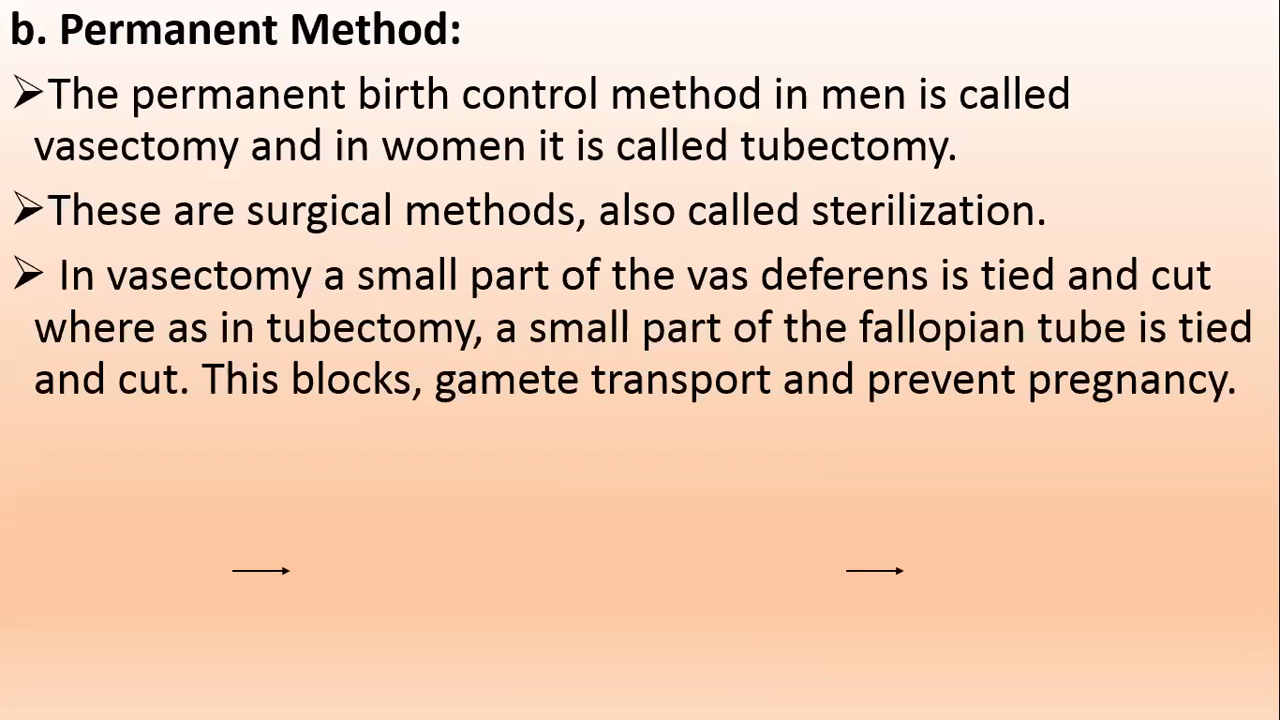 b. Permanent Method:
➢The permanent birth control method in men is called
vasectomy and in women it is called tubectomy.
➢These are surgical methods, also called sterilization.
➢ In vasectomy a small part of the vas deferens is tied and cut
where as in tubectomy, a small part of the fallopian tube is tied
and cut. This blocks, gamete transport and prevent pregnancy.